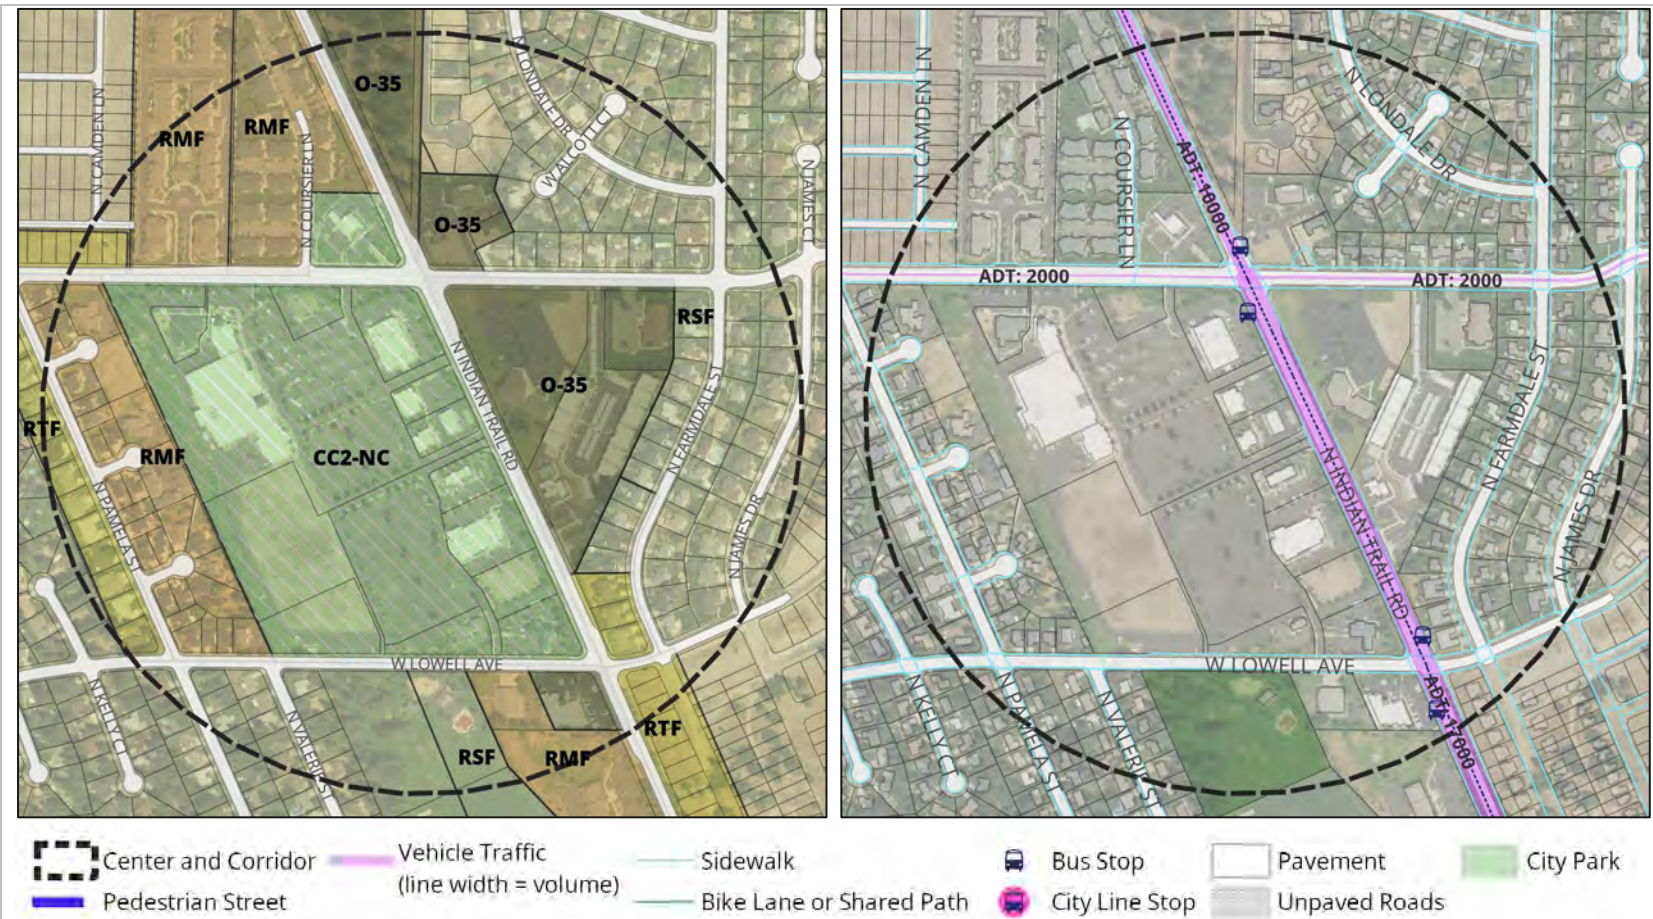 O-35
N LONDALE DR
N CAMDEN LN
RMF
RMF
N COURSIER LN
W ALCOTT CT
N JAMES CT
O-35
RSF
N INDIAN TRAIL RD
O-35
N FARMDALE ST
RTF
RMF
CC2-NC
N PAMELA ST
N JAMES DR
W LOWELL AVE
N KELLY CT
N VALERIE ST
RSF
RMF
RTF
N CAMDEN LN
N LONDALE DR
N COURSIER LN
ADT: 10000
ADT: 2000
ADT: 2000
N FARMDALE ST
N INDIAN TRAIL RD
N JAMES DR
W LOWELL AVE
N KELLY CT
N PAMELA ST
N VALERIE ST
ADT: 17000
Center and Corridor
Pedestrian Street
Vehicle Traffic
(line width = volume)
Sidewalk
Bike Lane or Shared Path
Bus Stop
City Line Stop
Pavement
Unpaved Roads
City Park